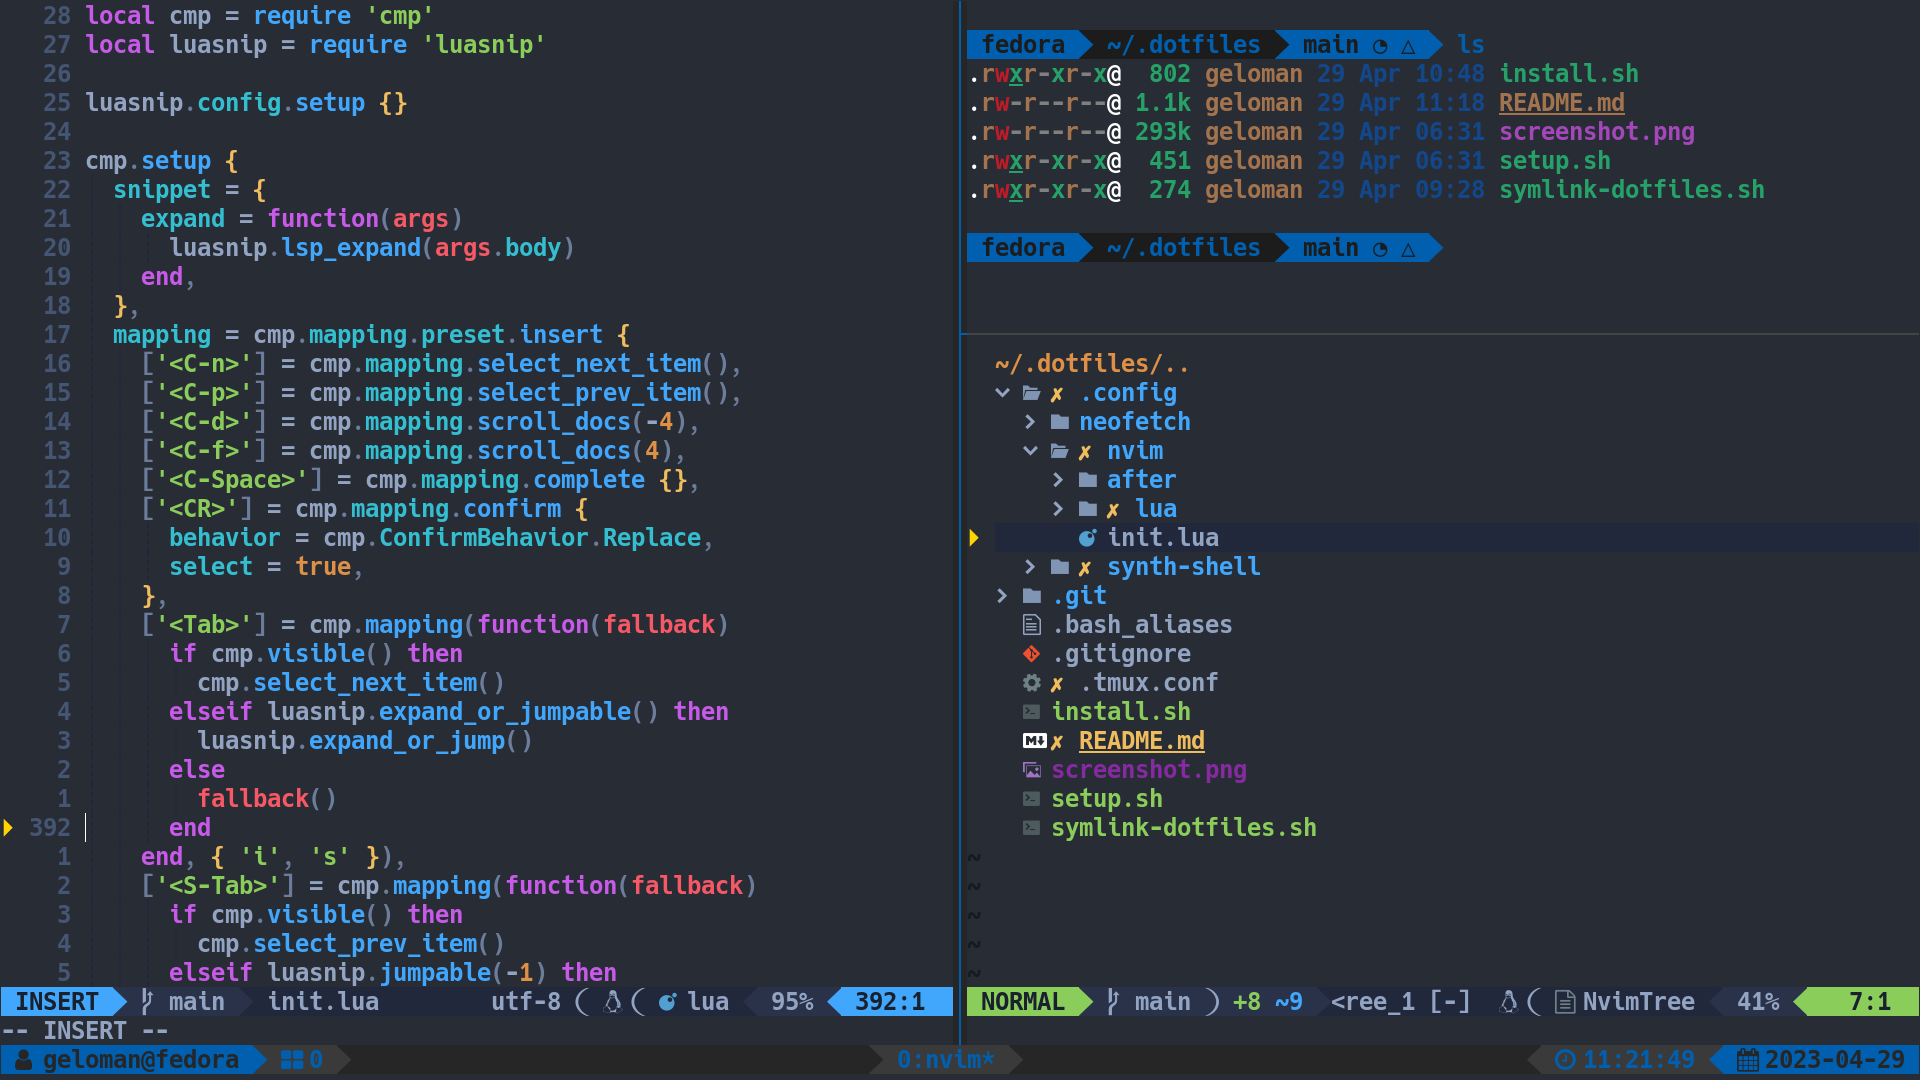 28 local cmp = require 'cmp'
27 local luasnip = require 'luasnip'
26
25 luasnip.config.setup {}
24
23 cmp.setup {
22   snippet = {
21     expand = function(args)
20       luasnip.lsp_expand(args.body)
19     end,
18   },
17   mapping = cmp.mapping.preset.insert {
16     ['<C-n>'] = cmp.mapping.select_next_item(),
15     ['<C-p>'] = cmp.mapping.select_prev_item(),
14     ['<C-d>'] = cmp.mapping.scroll_docs(-4),
13     ['<C-f>'] = cmp.mapping.scroll_docs(4),
12     ['<C-Space>'] = cmp.mapping.complete {},
11     ['<CR>'] = cmp.mapping.confirm {
10       behavior = cmp.ConfirmBehavior.Replace,
9       select = true,
8     },
7     ['<Tab>'] = cmp.mapping(function(fallback)
6       if cmp.visible() then
5         cmp.select_next_item()
4       elseif luasnip.expand_or_jumpable() then
3         luasnip.expand_or_jump()
2       else
1         fallback()
392       end
1     end, { 'i', 's' }),
2     ['<S-Tab>'] = cmp.mapping(function(fallback)
3       if cmp.visible() then
4         cmp.select_prev_item()
5       elseif luasnip.jumpable(-1) then
INSERT main init.lua utf-8 lua 95% 392:1
-- INSERT --
fedora ~/.dotfiles main ls
.rwxr-xr-x@ 802 geloman 29 Apr 10:48 install.sh
.rw-r--r--@ 1.1k geloman 29 Apr 11:18 README.md
.rw-r--r--@ 293k geloman 29 Apr 06:31 screenshot.png
.rwxr-xr-x@ 451 geloman 29 Apr 06:31 setup.sh
.rwxr-xr-x@ 274 geloman 29 Apr 09:28 symlink-dotfiles.sh
fedora ~/.dotfiles main
~/.dotfiles/..
✗ .config
neofetch
✗ nvim
after
✗ lua
init.lua
✗ synth-shell
.git
.bash_aliases
.gitignore
✗ .tmux.conf
install.sh
M↓ ✗ README.md
screenshot.png
setup.sh
symlink-dotfiles.sh
~
~
~
~
~
NORMAL main +8 ~9 <ree_1 [-] NvimTree 41% 7:1
geloman@fedora 0 0:nvim* 11:21:49 2023-04-29